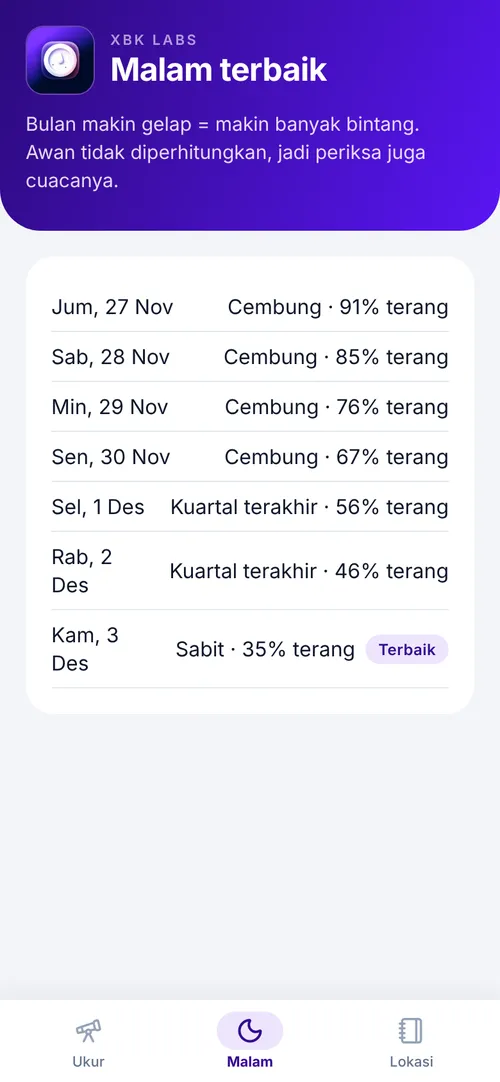 XBK LABS
Malam terbaik
Bulan makin gelap = makin banyak bintang.
Awan tidak diperhitungkan, jadi periksa juga
cuacanya.
Jum, 27 Nov Cembung · 91% terang
Sab, 28 Nov Cembung · 85% terang
Min, 29 Nov Cembung · 76% terang
Sen, 30 Nov Cembung · 67% terang
Sel, 1 Des Kuartal terakhir · 56% terang
Rab, 2
Des
Kuartal terakhir · 46% terang
Kam, 3
Des
Sabit · 35% terang Terbaik
Ukur Malam Lokasi